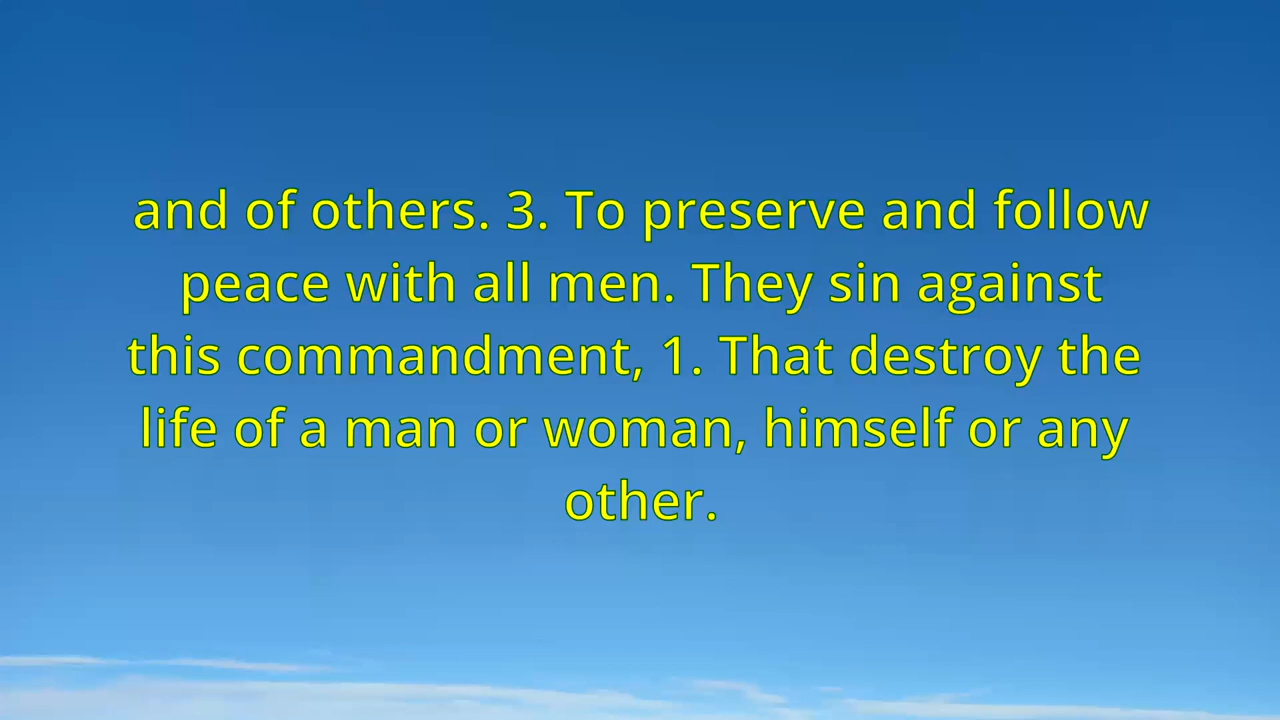 and of others. 3. To preserve and follow
peace with all men. They sin against
this commandment, 1. That destroy the
life of a man or woman, himself or any
other.